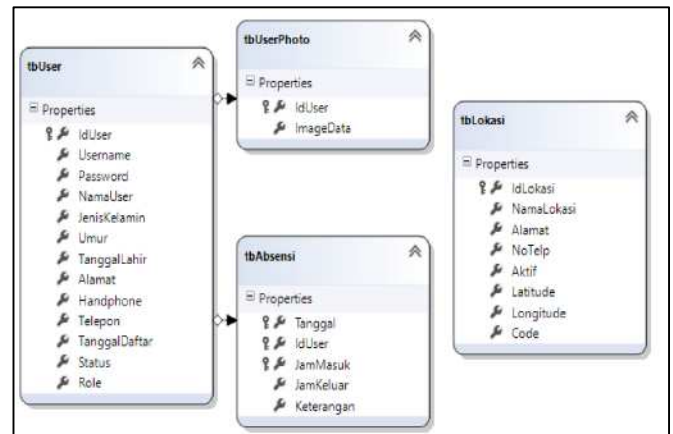 tbUser
Properties
IdUser
Username
Password
NamaUser
JenisKelamin
Umur
TanggalLahir
Alamat
Handphone
Telepon
TanggalDaftar
Status
Role
tbUserPhoto
Properties
IdUser
ImageData
tbAbsensi
Properties
Tanggal
IdUser
JamMasuk
JamKeluar
Keterangan
tbLokasi
Properties
IdLokasi
NamaLokasi
Alamat
NoTelp
Aktif
Latitude
Longitude
Code